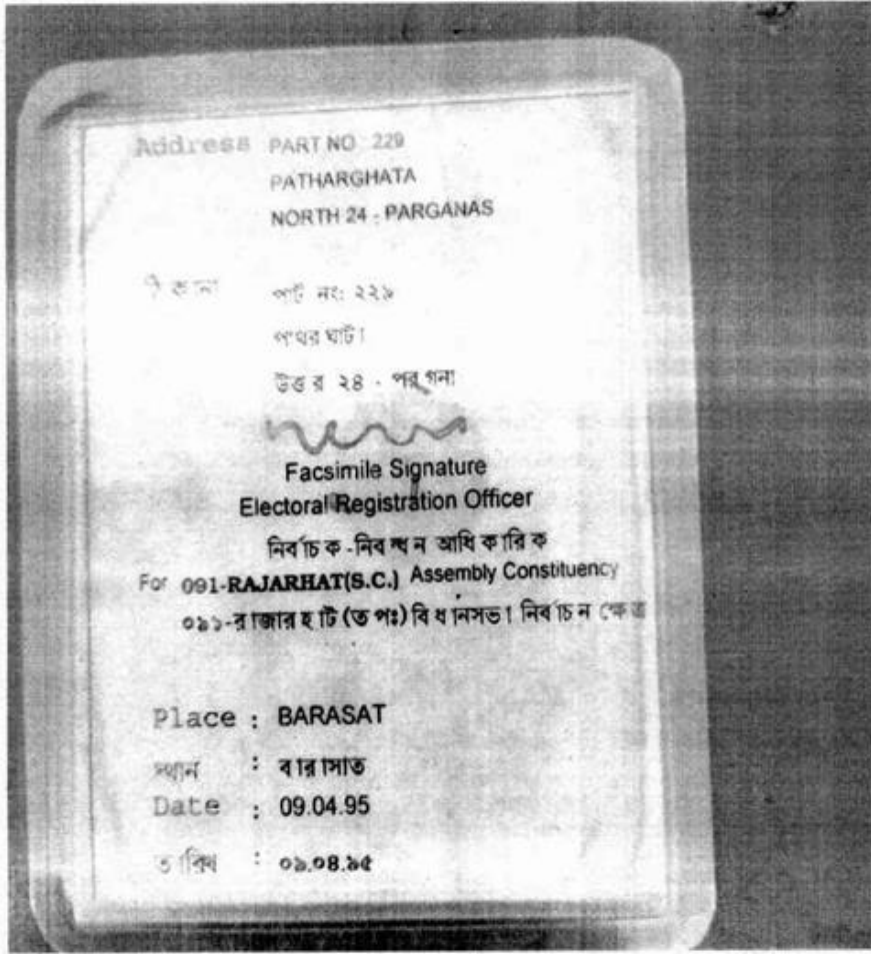 Address PART NO 229
PATHARGHATA
NORTH 24 - PARGANAS
ঠিকানা পার্ট নং: ২২৯
পাথরঘাটা
উত্তর ২৪ - পরগনা
Facsimile Signature
Electoral Registration Officer
নির্বাচক-নিবন্ধন আধিকারিক
For 091-RAJARHAT(S.C.) Assembly Constituency
০৯১-রাজারহাট (তপঃ) বিধানসভা নির্বাচন ক্ষেত্র
Place : BARASAT
স্থান : বারাসাত
Date : 09.04.95
তারিখ : ০৯.০৪.৯৫